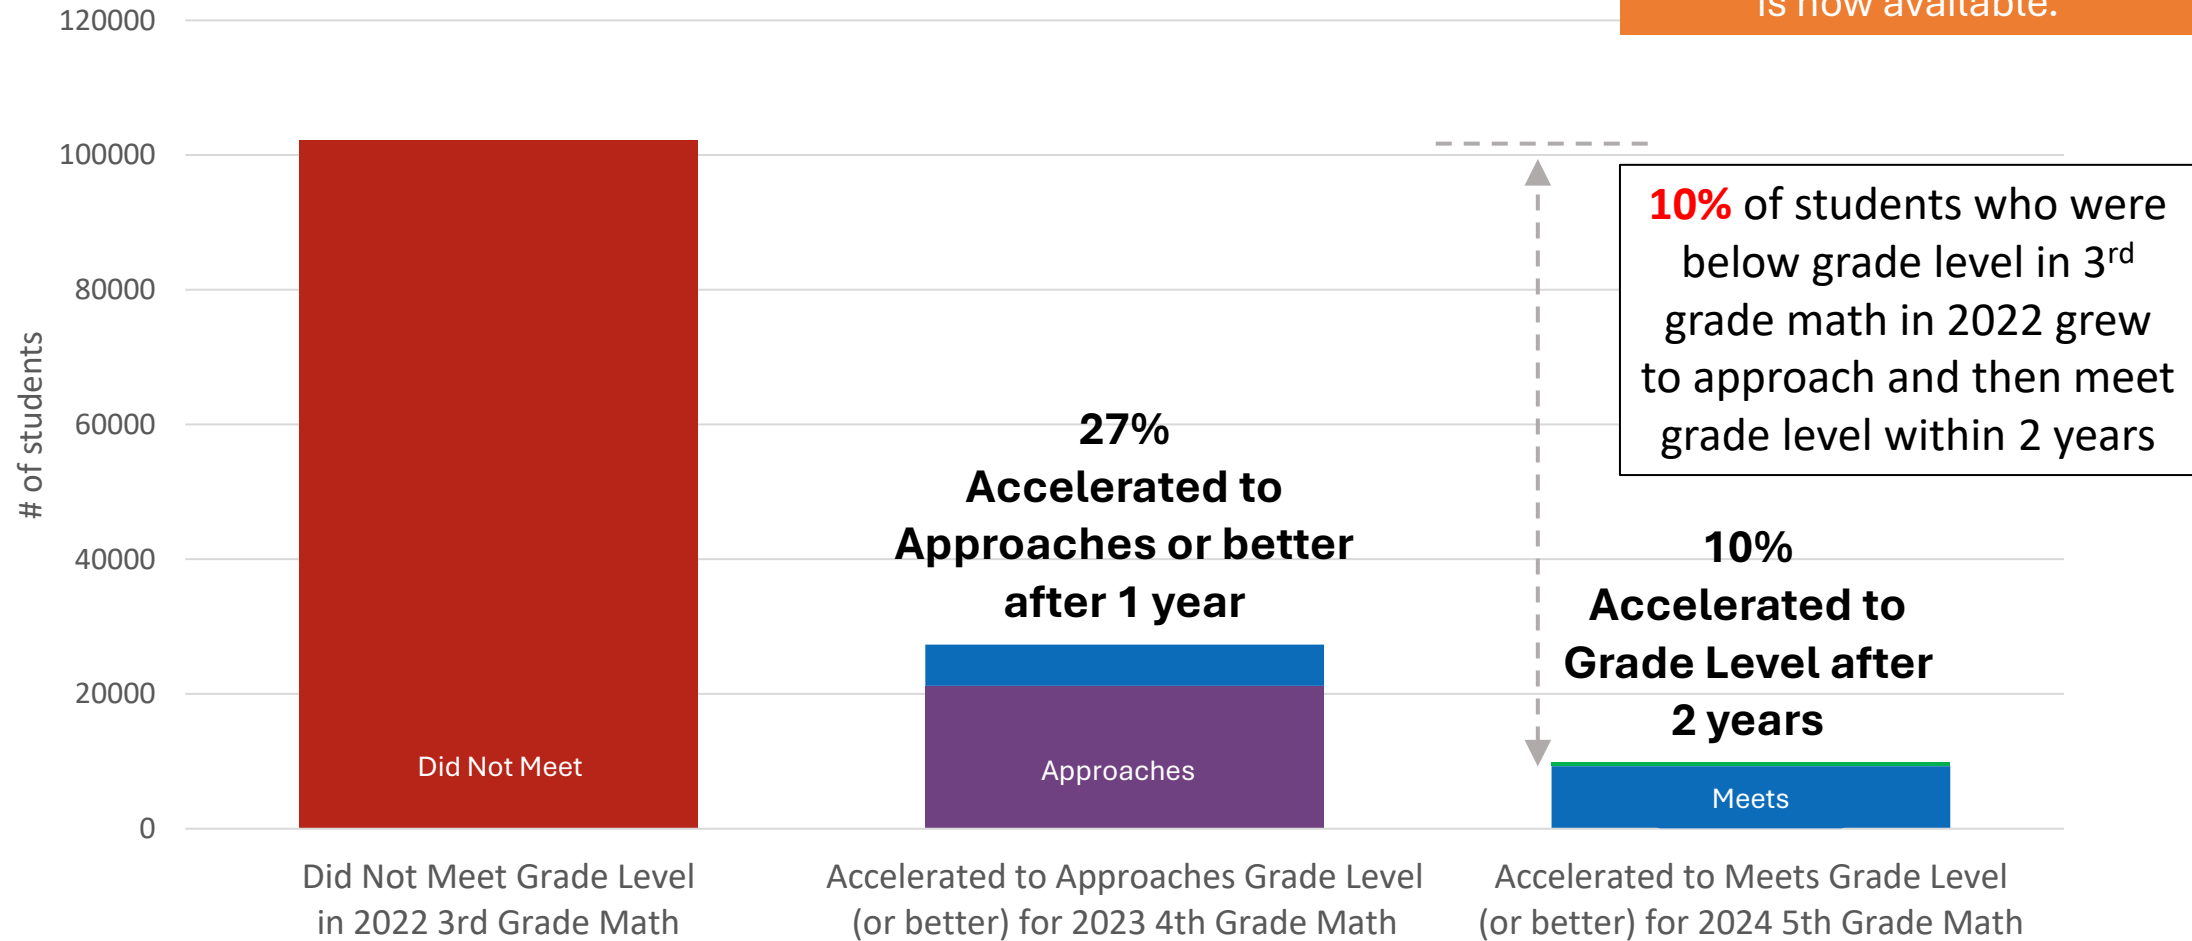 is now available.
120000
100000
80000
60000
40000
20000
0
# of students
10% of students who were
below grade level in 3rd
grade math in 2022 grew
to approach and then meet
grade level within 2 years
27%
Accelerated to
Approaches or better
after 1 year
10%
Accelerated to
Grade Level after
2 years
Did Not Meet
Approaches
Meets
Did Not Meet Grade Level
in 2022 3rd Grade Math
Accelerated to Approaches Grade Level
(or better) for 2023 4th Grade Math
Accelerated to Meets Grade Level
(or better) for 2024 5th Grade Math